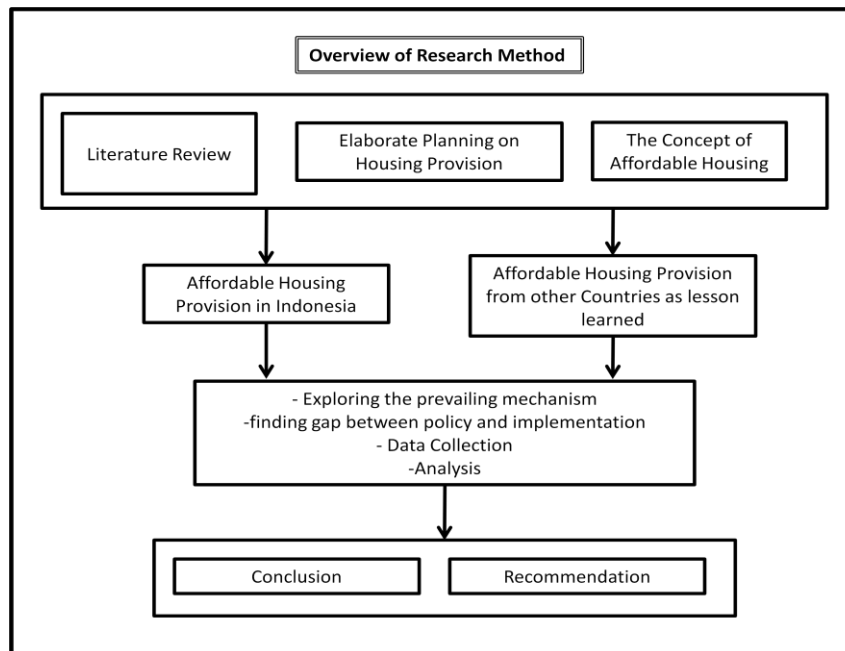 Overview of Research Method
Literature Review
Elaborate Planning on
Housing Provision
The Concept of
Affordable Housing
Affordable Housing
Provision in Indonesia
Affordable Housing Provision
from other Countries as lesson
learned
- Exploring the prevailing mechanism
-finding gap between policy and implementation
- Data Collection
-Analysis
Conclusion
Recommendation